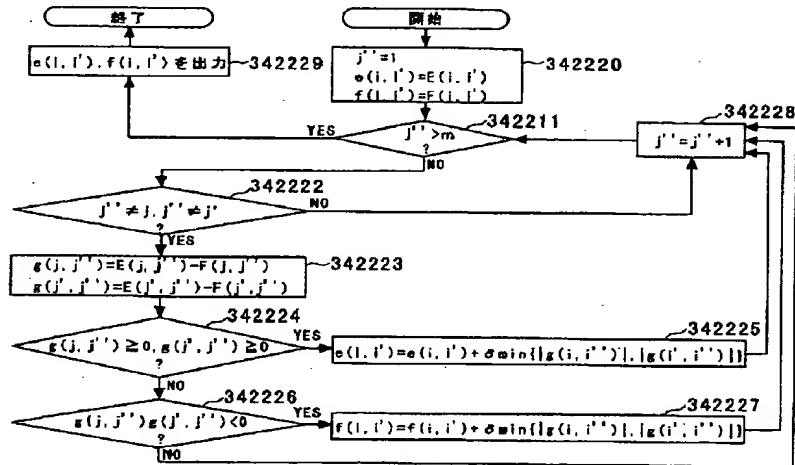 終了
開始
e(i,i'),f(i,i')を出力
342229
j''=1
e(i,i')=E(i,i')
f(i,i')=F(i,i')
342220
342211
342228
YES
j''>m
?
j''=j''+1
NO
342222
j''≠j,j''≠j'
?
NO
YES
g(j,j'')=E(j,j'')-F(j,j'')
g(j',j'')=E(j',j'')-F(j',j'')
342223
342224
g(j,j'')≧0,g(j',j'')≧0
?
YES
342225
e(i,i')=e(i,i')+σmin{|g(i,i'')|,|g(i',i'')|}
NO
342226
g(j,j'')g(j',j'')<0
?
YES
342227
f(i,i')=f(i,i')+σmin{|g(i,i'')|,|g(i',i'')|}
NO